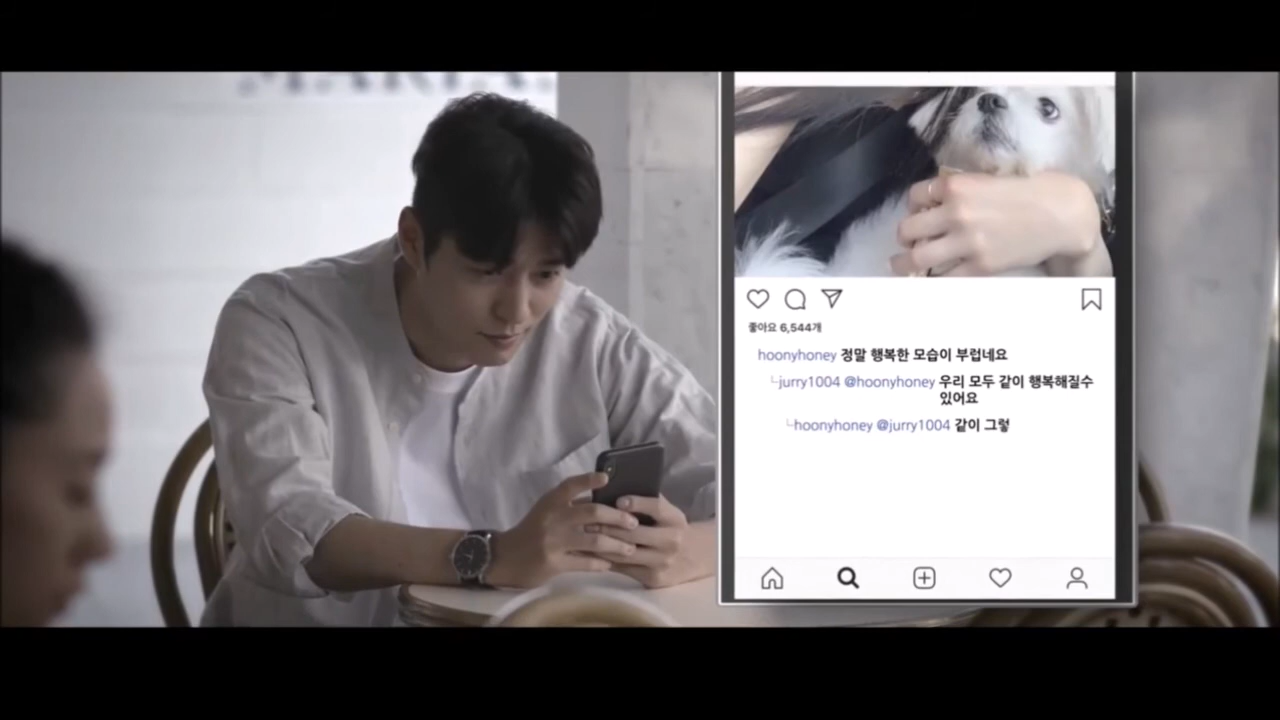 좋아요 6,544개
hoonyhoney 정말 행복한 모습이 부럽네요
└jurry1004 @hoonyhoney 우리 모두 같이 행복해질수
있어요
└hoonyhoney @jurry1004 같이 그렇